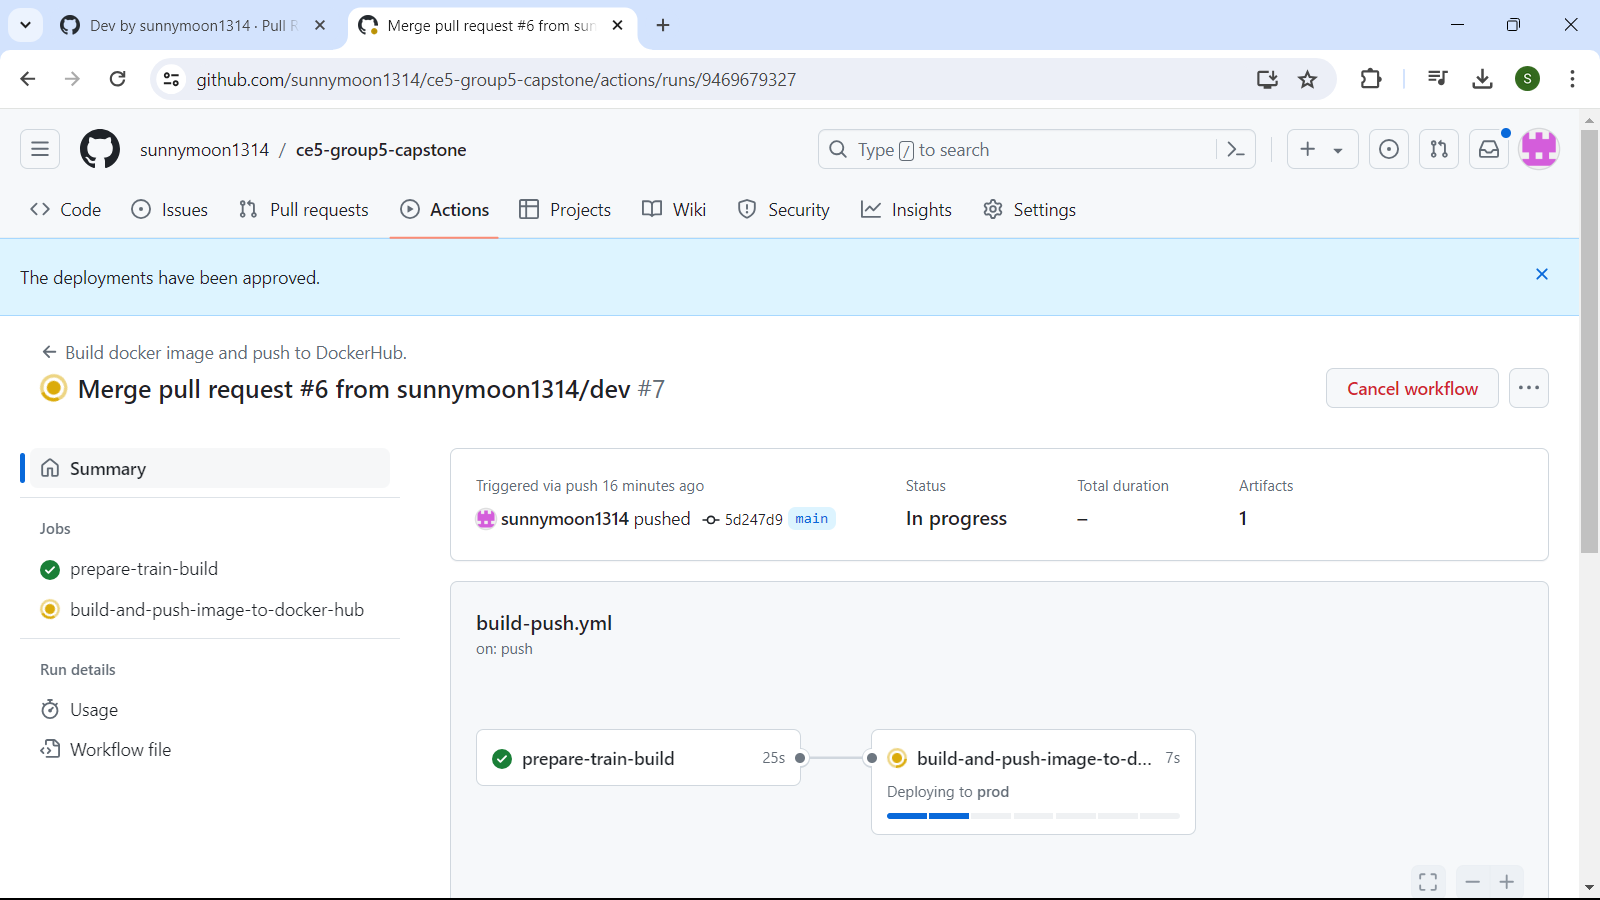 Dev by sunnymoon1314 · Pull R
Merge pull request #6 from sun
github.com/sunnymoon1314/ce5-group5-capstone/actions/runs/9469679327
S
sunnymoon1314 / ce5-group5-capstone
Type / to search
Code
Issues
Pull requests
Actions
Projects
Wiki
Security
Insights
Settings
The deployments have been approved.
Build docker image and push to DockerHub.
Merge pull request #6 from sunnymoon1314/dev #7
Cancel workflow
Summary
Jobs
prepare-train-build
build-and-push-image-to-docker-hub
Run details
Usage
Workflow file
Triggered via push 16 minutes ago
sunnymoon1314 pushed 5d247d9 main
Status
In progress
Total duration
–
Artifacts
1
build-push.yml
on: push
prepare-train-build 25s
build-and-push-image-to-d... 7s
Deploying to prod